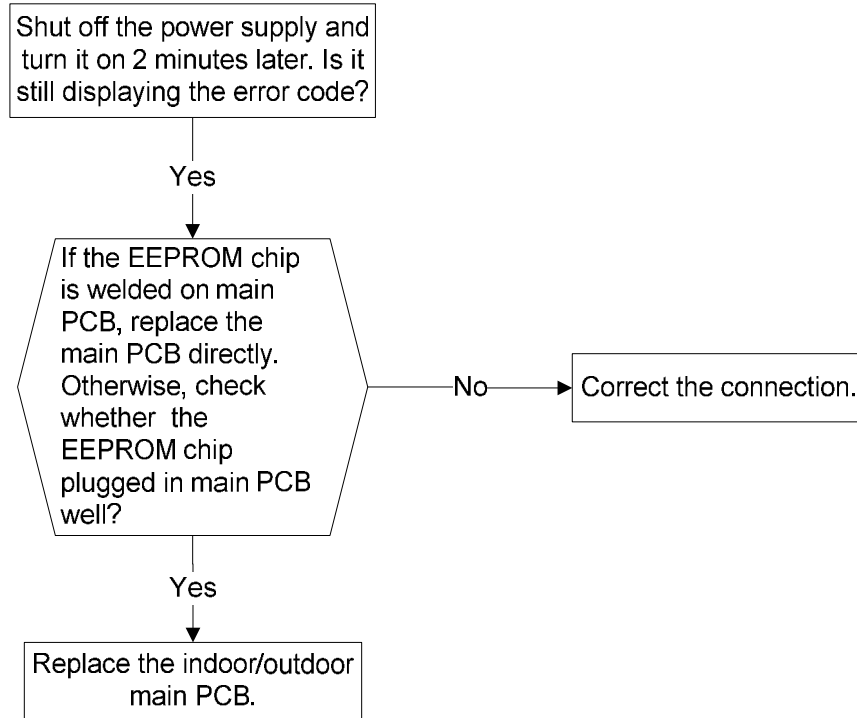 Shut off the power supply and
turn it on 2 minutes later. Is it
still displaying the error code?
Yes
If the EEPROM chip
is welded on main
PCB, replace the
main PCB directly.
Otherwise, check
whether the
EEPROM chip
plugged in main PCB
well?
No
Correct the connection.
Yes
Replace the indoor/outdoor
main PCB.